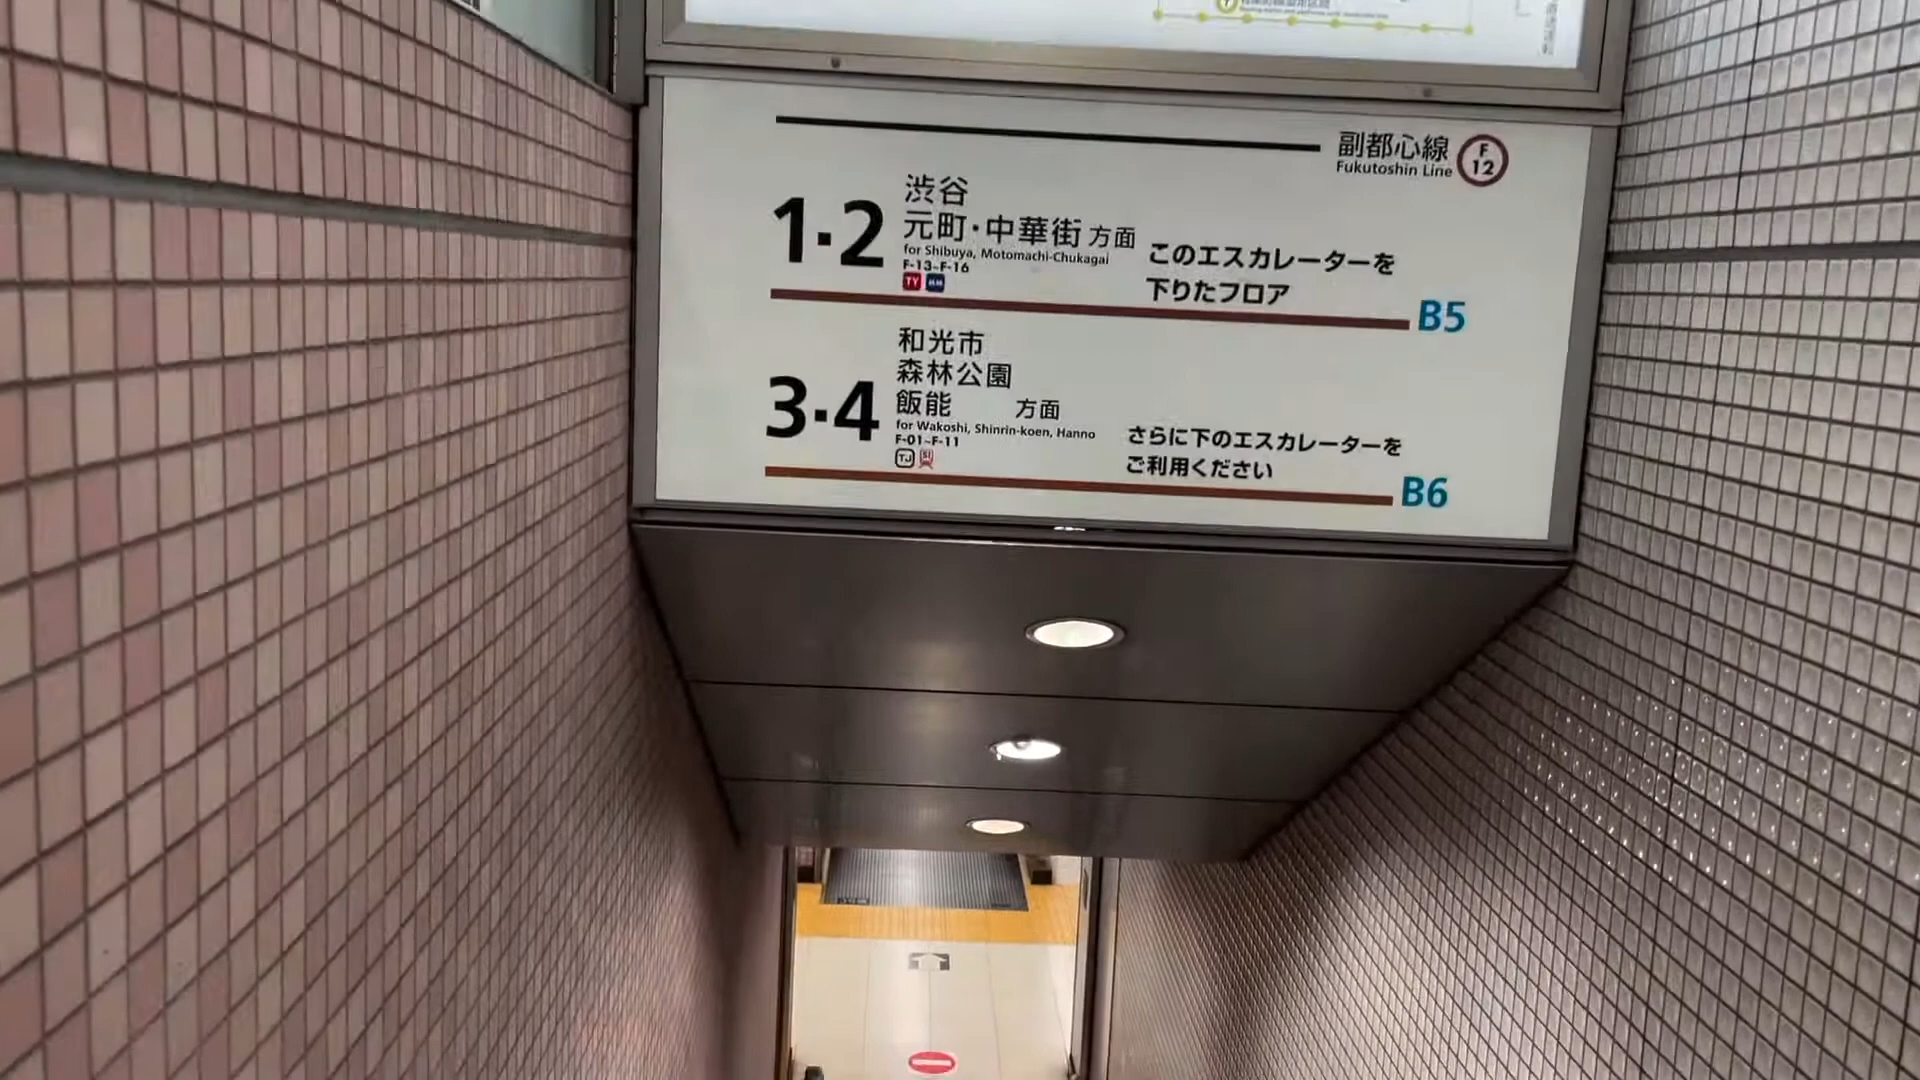 副都心線
Fukutoshin Line
F
12
1・2
渋谷
元町・中華街 方面
for Shibuya, Motomachi-Chukagai
F-13~F-16
TY MM
このエスカレーターを
下りたフロア
B5
3・4
和光市
森林公園
飯能 方面
for Wakoshi, Shinrin-koen, Hanno
F-01~F-11
TJ SI
さらに下のエスカレーターを
ご利用ください
B6